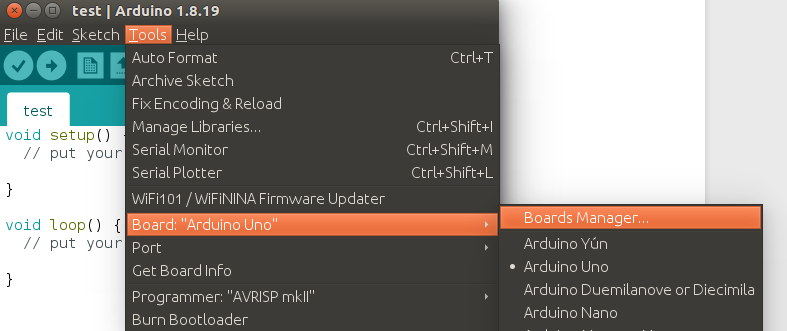 test | Arduino 1.8.19
File Edit Sketch Tools Help
test
void setup() {
// put your
}
void loop() {
// put your
}
Auto Format Ctrl+T
Archive Sketch
Fix Encoding & Reload
Manage Libraries... Ctrl+Shift+I
Serial Monitor Ctrl+Shift+M
Serial Plotter Ctrl+Shift+L
WiFi101 / WiFiNINA Firmware Updater
Board: "Arduino Uno"
Port
Get Board Info
Programmer: "AVRISP mkII"
Burn Bootloader
Boards Manager...
Arduino Yún
Arduino Uno
Arduino Duemilanove or Diecimila
Arduino Nano